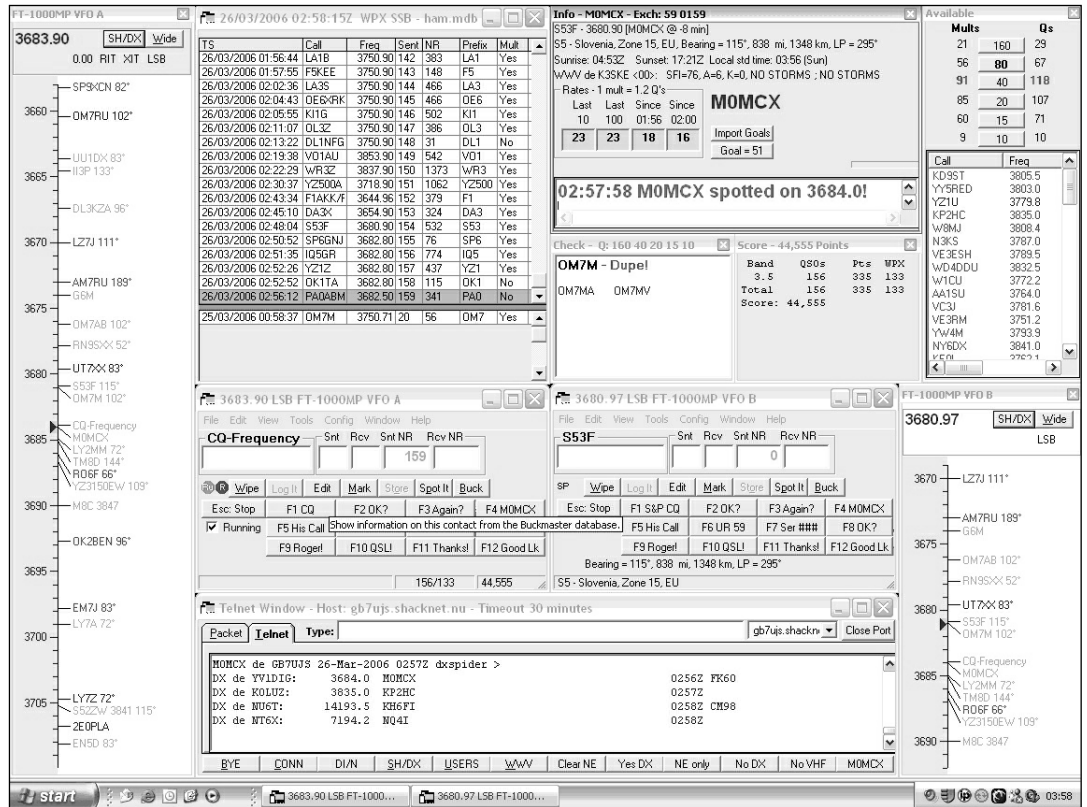 FT-1000MP VFO A
3683.90 SH/DX Wide
0.00 RIT XIT LSB
SP9XCN 82°
3660
OM7RU 102°
UU1DX 83°
II3P 133°
3665
DL3KZA 96°
3670
LZ7J 111°
AM7RU 189°
G6M
3675
OM7AB 102°
RN9SXX 52°
UT7XX 83°
3680
S53F 115°
OM7M 102°
CQ-Frequency
M0MCX
3685
LY2MM 72°
TM8D 144°
RO6F 66°
YZ3150EW 109°
3690
M8C 3847
OK2BEN 96°
3695
EM7J 83°
LY7A 72°
3700
LY7Z 72°
3705
S52ZW 3841 115°
2E0PLA
EN5D 83°
26/03/2006 02:58:15Z WPX SSB - ham.mdb
TS Call Freq Sent NR Prefix Mult
26/03/2006 01:56:44 LA1B 3750.90 142 383 LA1 Yes
26/03/2006 01:57:55 F5KEE 3750.90 143 148 F5 Yes
26/03/2006 02:02:36 LA3S 3750.90 144 466 LA3 Yes
26/03/2006 02:04:43 OE6XRK 3750.90 145 466 OE6 Yes
26/03/2006 02:05:55 KI1G 3750.90 146 502 KI1 Yes
26/03/2006 02:11:07 OL3Z 3750.90 147 386 OL3 Yes
26/03/2006 02:13:22 DL1NFG 3750.90 148 31 DL1 No
26/03/2006 02:19:38 VO1AU 3853.90 149 542 VO1 Yes
26/03/2006 02:22:29 WR3Z 3837.90 150 1373 WR3 Yes
26/03/2006 02:30:37 YZ500A 3718.90 151 1062 YZ500 Yes
26/03/2006 02:43:34 F1AKK/F 3644.96 152 379 F1 Yes
26/03/2006 02:45:10 DA3X 3654.90 153 324 DA3 Yes
26/03/2006 02:48:04 S53F 3680.90 154 532 S53 Yes
26/03/2006 02:50:52 SP6GNJ 3682.80 155 76 SP6 Yes
26/03/2006 02:51:35 IQ5GR 3682.80 156 774 IQ5 Yes
26/03/2006 02:52:26 YZ1Z 3682.80 157 437 YZ1 Yes
26/03/2006 02:52:52 OK1TA 3682.80 158 115 OK1 No
26/03/2006 02:56:12 PA0ABM 3682.50 159 341 PA0 No
25/03/2006 00:58:37 OM7M 3750.71 20 56 OM7 Yes
Info - M0MCX - Exch: 59 0159
S53F - 3680.90 [M0MCX @ -8 min]
S5 - Slovenia, Zone 15, EU, Bearing = 115°, 838 mi, 1348 km, LP = 295°
Sunrise: 04:53Z Sunset: 17:21Z Local std time: 03:56 (Sun)
WWV de K3SKE <00>: SFI=76, A=6, K=0, NO STORMS ; NO STORMS
Rates - 1 mult = 1.2 Q's
Last Last Since Since
10 100 01:56 02:00
23 23 18 16
M0MCX
Import Goals
Goal = 51
02:57:58 M0MCX spotted on 3684.0!
Check - Q: 160 40 20 15 10
OM7M - Dupe!
OM7MA OM7MV
Score - 44,555 Points
Band QSOs Pts WPX
3.5 156 335 133
Total 156 335 133
Score: 44,555
Available
Mults Qs
21 160 29
56 80 67
91 40 118
85 20 107
60 15 71
9 10 10
Call Freq
KD9ST 3805.5
YY5RED 3803.0
YZ1U 3779.8
KP2HC 3835.0
W8MJ 3808.4
N3KS 3787.0
VE3ESH 3789.5
WD4DDU 3832.5
W1CU 3772.2
AA1SU 3764.0
VC3J 3781.6
VE3RM 3751.2
YW4M 3793.9
NY6DX 3841.0
3683.90 LSB FT-1000MP VFO A
File Edit View Tools Config Window Help
CQ-Frequency Snt Rcv Snt NR Rcv NR
159
Wipe Log It Edit Mark Store Spot It Buck
Esc: Stop F1 CQ F2 OK? F3 Again? F4 M0MCX
Running F5 His Call Show information on this contact from the Buckmaster database.
F9 Roger! F10 QSL! F11 Thanks! F12 Good Lk
156/133 44,555
3680.97 LSB FT-1000MP VFO B
File Edit View Tools Config Window Help
S53F Snt Rcv Snt NR Rcv NR
0
SP Wipe Log It Edit Mark Store Spot It Buck
Esc: Stop F1 S&P CQ F2 OK? F3 Again? F4 M0MCX
F5 His Call F6 UR 59 F7 Ser ### F8 OK?
F9 Roger! F10 QSL! F11 Thanks! F12 Good Lk
Bearing = 115°, 838 mi, 1348 km, LP = 295°
S5 - Slovenia, Zone 15, EU
FT-1000MP VFO B
3680.97 SH/DX Wide
LSB
3670
LZ7J 111°
AM7RU 189°
G6M
3675
OM7AB 102°
RN9SXX 52°
3680
UT7XX 83°
S53F 115°
OM7M 102°
CQ-Frequency
3685
M0MCX
LY2MM 72°
TM8D 144°
RO6F 66°
YZ3150EW 109°
3690
M8C 3847
Telnet Window - Host: gb7ujs.shacknet.nu - Timeout 30 minutes
Packet Telnet Type: gb7ujs.shackn Close Port
M0MCX de GB7UJS 26-Mar-2006 0257Z dxspider >
DX de YV1DIG: 3684.0 M0MCX 0256Z FK60
DX de K0LUZ: 3835.0 KP2HC 0257Z
DX de NU6T: 14193.5 KH6FI 0258Z CM98
DX de NT6X: 7194.2 NQ4I 0258Z
BYE CONN DI/N SH/DX USERS WWV Clear NE Yes DX NE only No DX No VHF M0MCX
start 3683.90 LSB FT-1000... 3680.97 LSB FT-1000... 03:58